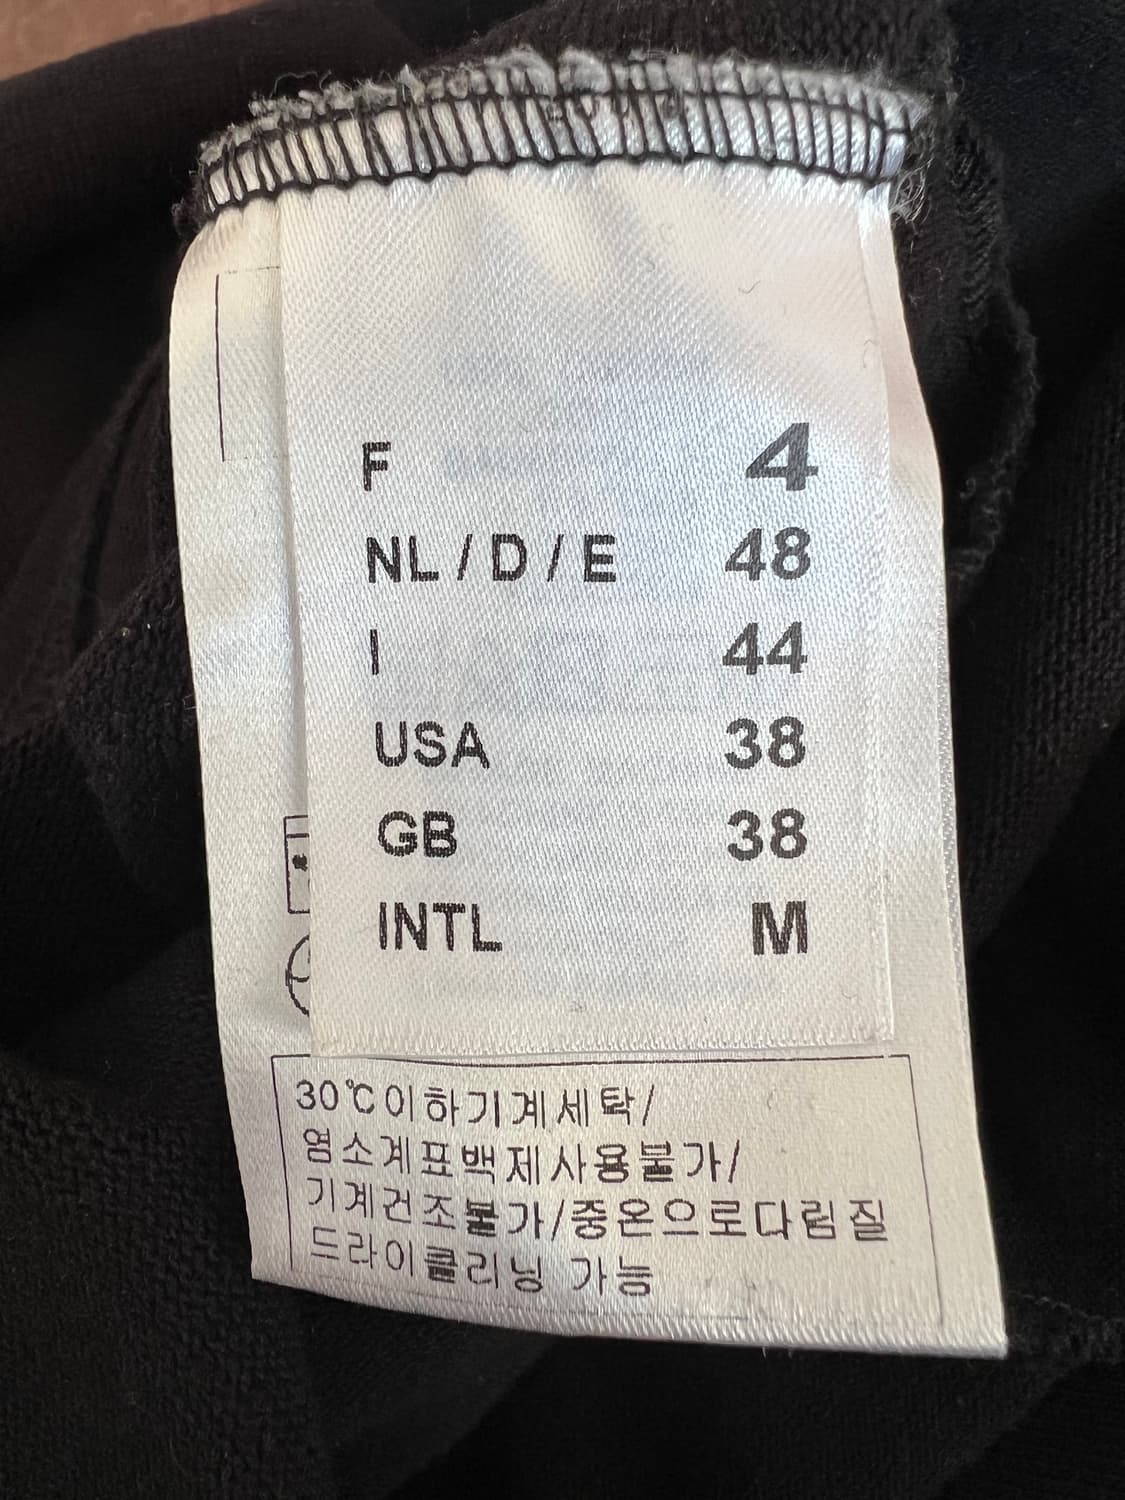 F 4
NL / D / E 48
I 44
USA 38
GB 38
INTL M
30℃이하기계세탁/
염소계표백제사용불가/
기계건조불가/중온으로다림질
드라이클리닝 가능